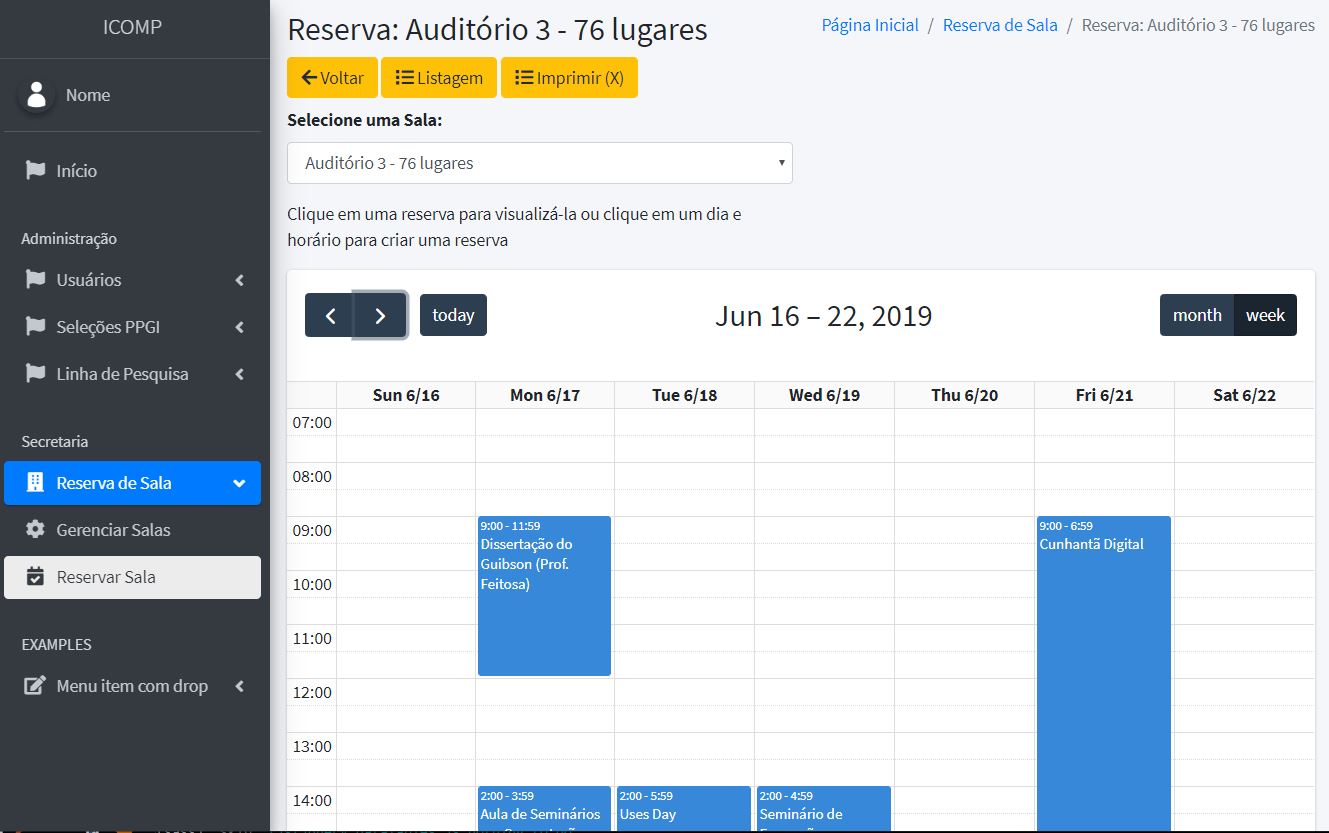 ICOMP
Nome
Início
Administração
Usuários
Seleções PPGI
Linha de Pesquisa
Secretaria
Reserva de Sala
Gerenciar Salas
Reservar Sala
EXAMPLES
Menu item com drop
Reserva: Auditório 3 - 76 lugares
Página Inicial / Reserva de Sala / Reserva: Auditório 3 - 76 lugares
Voltar
Listagem
Imprimir (X)
Selecione uma Sala:
Auditório 3 - 76 lugares
Clique em uma reserva para visualizá-la ou clique em um dia e
horário para criar uma reserva
today
Jun 16 – 22, 2019
month
week
Sun 6/16
Mon 6/17
Tue 6/18
Wed 6/19
Thu 6/20
Fri 6/21
Sat 6/22
07:00
08:00
09:00
10:00
11:00
12:00
13:00
14:00
9:00 - 11:59
Dissertação do
Guibson (Prof.
Feitosa)
9:00 - 6:59
Cunhantã Digital
2:00 - 3:59
Aula de Seminários
2:00 - 5:59
Uses Day
2:00 - 4:59
Seminário de